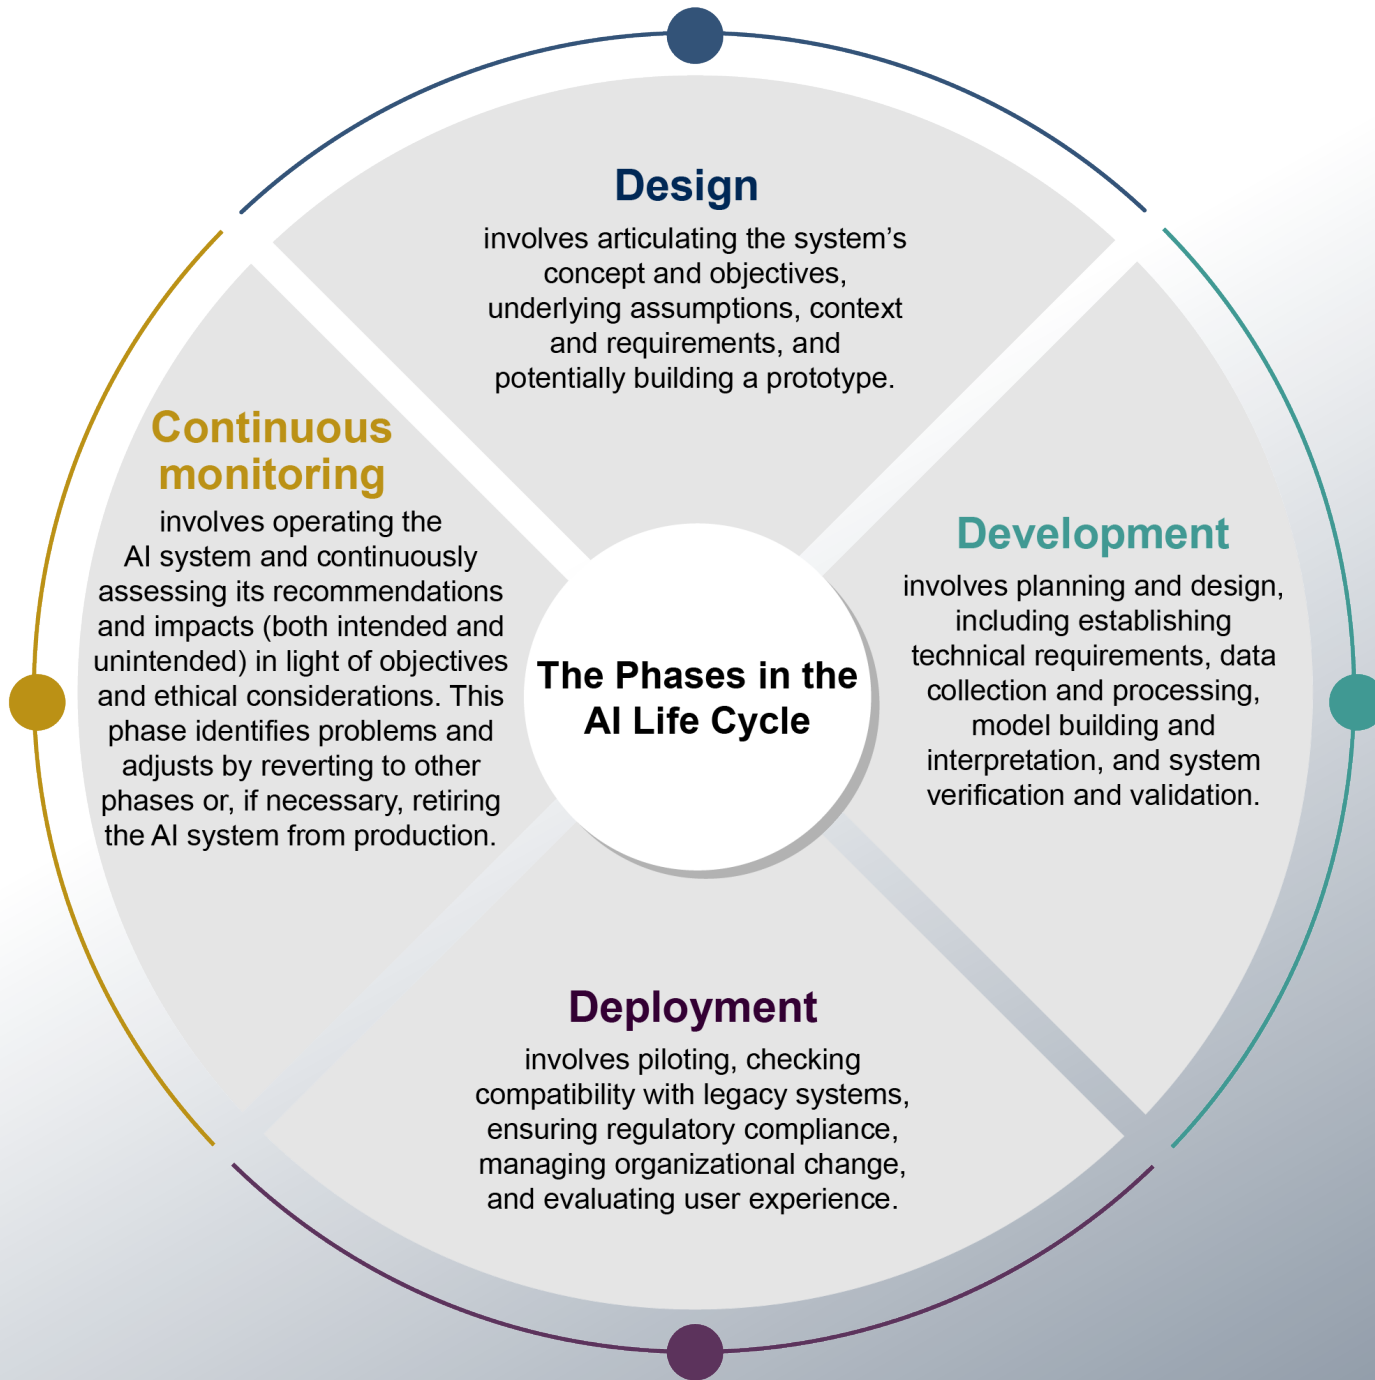 Design
involves articulating the system’s
concept and objectives,
underlying assumptions, context
and requirements, and
potentially building a prototype.
Continuous
monitoring
involves operating the
AI system and continuously
assessing its recommendations
and impacts (both intended and
unintended) in light of objectives
and ethical considerations. This
phase identifies problems and
adjusts by reverting to other
phases or, if necessary, retiring
the AI system from production.
The Phases in the
AI Life Cycle
Development
involves planning and design,
including establishing
technical requirements, data
collection and processing,
model building and
interpretation, and system
verification and validation.
Deployment
involves piloting, checking
compatibility with legacy systems,
ensuring regulatory compliance,
managing organizational change,
and evaluating user experience.